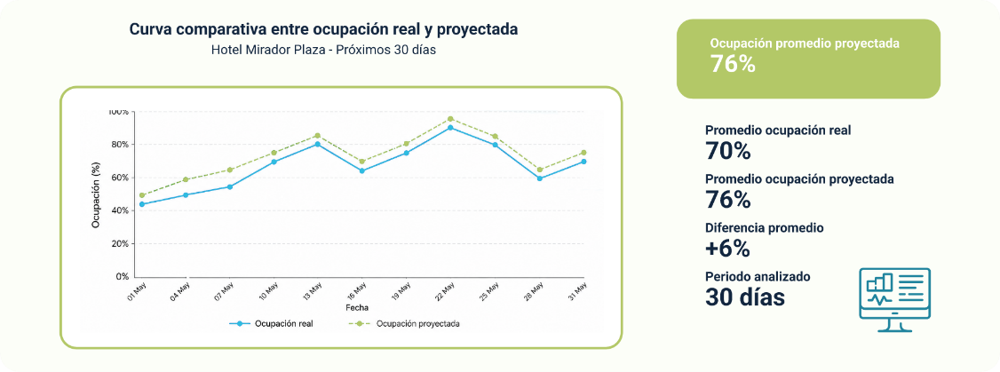 Curva comparativa entre ocupación real y proyectada
Hotel Mirador Plaza - Próximos 30 días
Ocupación promedio proyectada
76%
Promedio ocupación real
70%
Promedio ocupación proyectada
76%
Diferencia promedio
+6%
Periodo analizado
30 días
Ocupación (%)
100%
80%
60%
40%
20%
0%
01 May
04 May
07 May
10 May
13 May
16 May
19 May
22 May
25 May
28 May
31 May
Fecha
Ocupación real
Ocupación proyectada